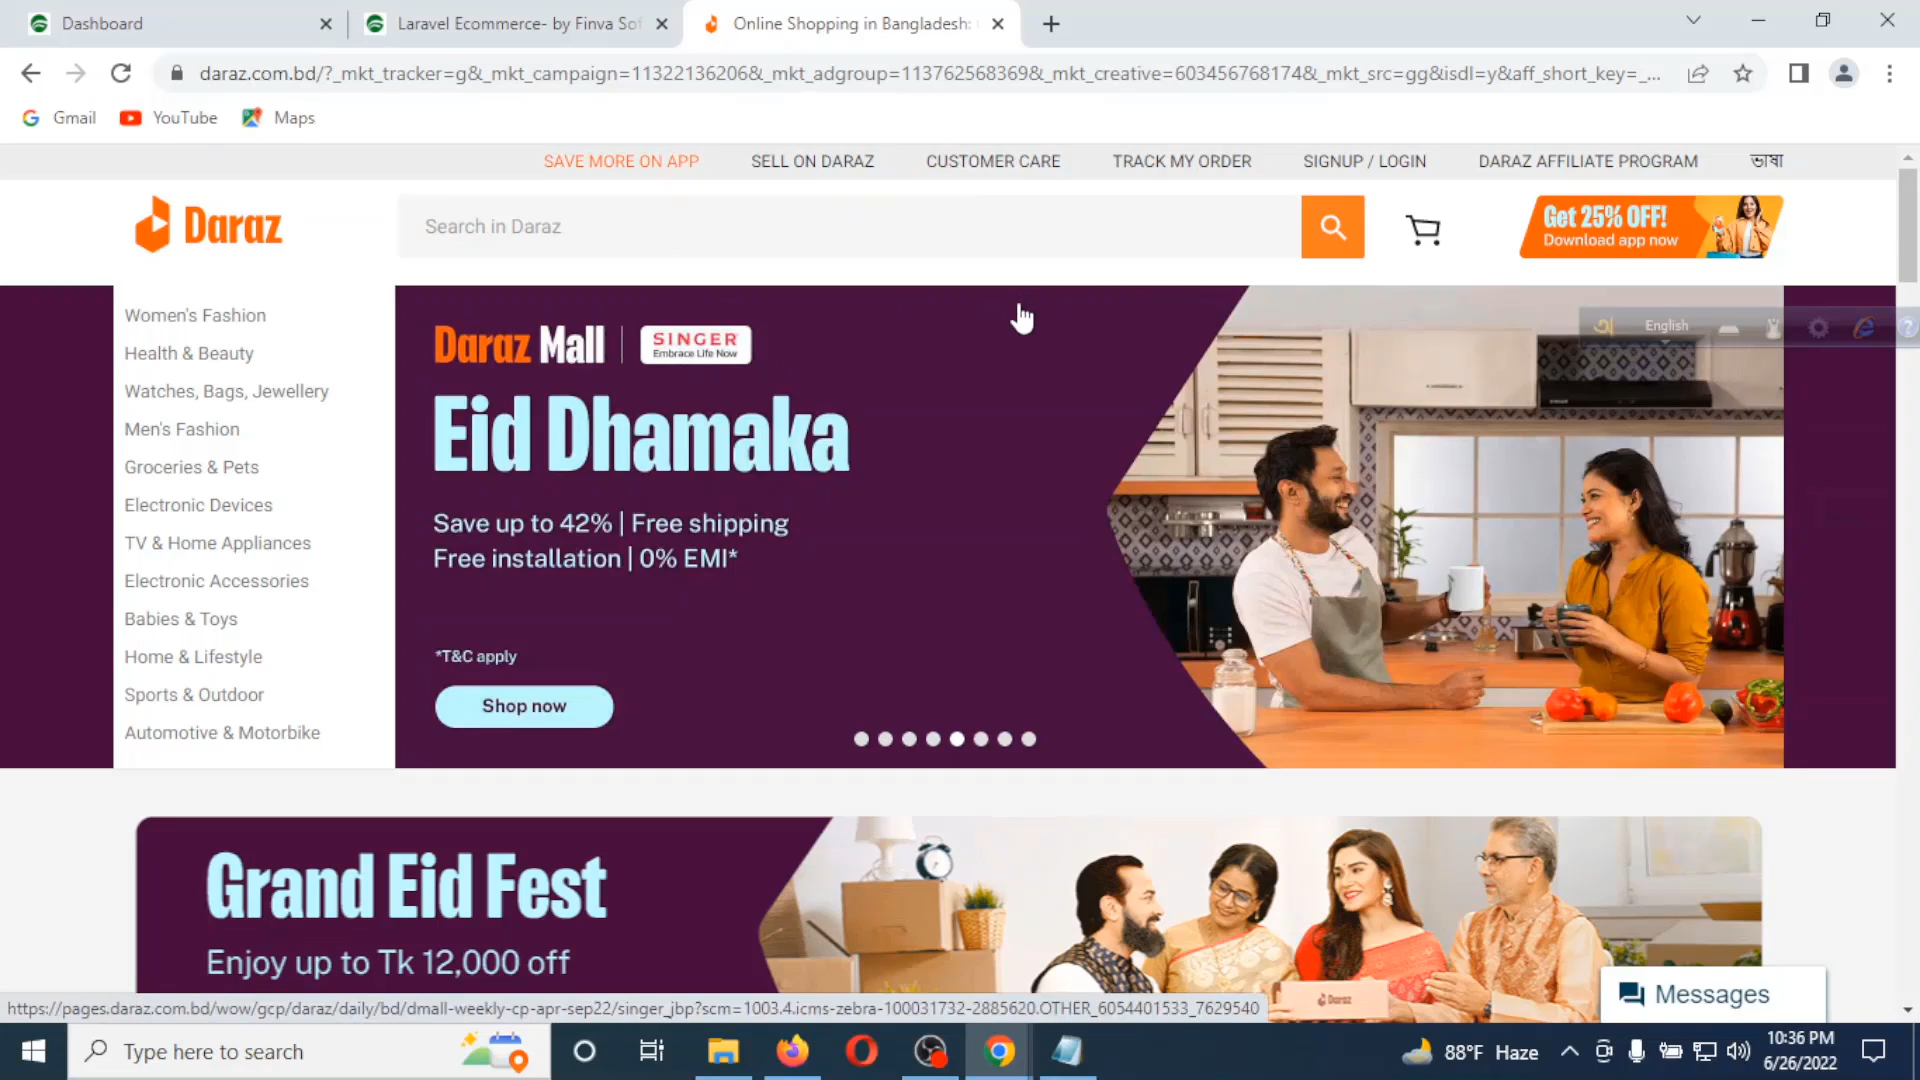 Dashboard
Laravel Ecommerce- by Finva Sof
Online Shopping in Bangladesh:
daraz.com.bd/?_mkt_tracker=g&_mkt_campaign=11322136206&_mkt_adgroup=113762568369&_mkt_creative=603456768174&_mkt_src=gg&isdl=y&aff_short_key=_...
Gmail
YouTube
Maps
SAVE MORE ON APP
SELL ON DARAZ
CUSTOMER CARE
TRACK MY ORDER
SIGNUP / LOGIN
DARAZ AFFILIATE PROGRAM
ভাষা
Daraz
Search in Daraz
Get 25% OFF!
Download app now
Women's Fashion
Health & Beauty
Watches, Bags, Jewellery
Men's Fashion
Groceries & Pets
Electronic Devices
TV & Home Appliances
Electronic Accessories
Babies & Toys
Home & Lifestyle
Sports & Outdoor
Automotive & Motorbike
Daraz Mall
SINGER
Embrace Life Now
Eid Dhamaka
Save up to 42% | Free shipping
Free installation | 0% EMI*
*T&C apply
Shop now
অ
English
Grand Eid Fest
Enjoy up to Tk 12,000 off
Daraz
Messages
https://pages.daraz.com.bd/wow/gcp/daraz/daily/bd/dmall-weekly-cp-apr-sep22/singer_jbp?scm=1003.4.icms-zebra-100031732-2885620.OTHER_6054401533_7629540
Type here to search
88°F Haze
10:36 PM
6/26/2022